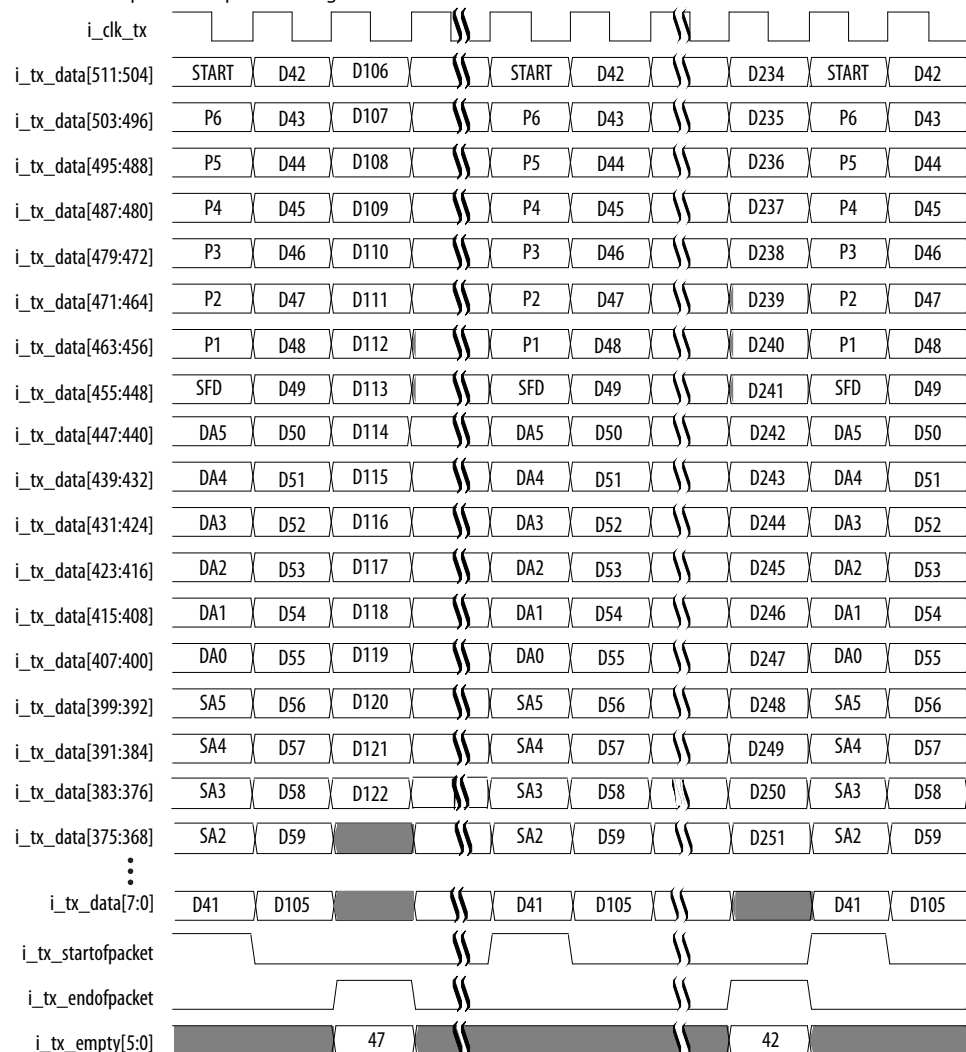 i_clk_tx
i_tx_data[511:504] START D42 D106 START D42 D234 START D42
i_tx_data[503:496] P6 D43 D107 P6 D43 D235 P6 D43
i_tx_data[495:488] P5 D44 D108 P5 D44 D236 P5 D44
i_tx_data[487:480] P4 D45 D109 P4 D45 D237 P4 D45
i_tx_data[479:472] P3 D46 D110 P3 D46 D238 P3 D46
i_tx_data[471:464] P2 D47 D111 P2 D47 D239 P2 D47
i_tx_data[463:456] P1 D48 D112 P1 D48 D240 P1 D48
i_tx_data[455:448] SFD D49 D113 SFD D49 D241 SFD D49
i_tx_data[447:440] DA5 D50 D114 DA5 D50 D242 DA5 D50
i_tx_data[439:432] DA4 D51 D115 DA4 D51 D243 DA4 D51
i_tx_data[431:424] DA3 D52 D116 DA3 D52 D244 DA3 D52
i_tx_data[423:416] DA2 D53 D117 DA2 D53 D245 DA2 D53
i_tx_data[415:408] DA1 D54 D118 DA1 D54 D246 DA1 D54
i_tx_data[407:400] DA0 D55 D119 DA0 D55 D247 DA0 D55
i_tx_data[399:392] SA5 D56 D120 SA5 D56 D248 SA5 D56
i_tx_data[391:384] SA4 D57 D121 SA4 D57 D249 SA4 D57
i_tx_data[383:376] SA3 D58 D122 SA3 D58 D250 SA3 D58
i_tx_data[375:368] SA2 D59 SA2 D59 D251 SA2 D59
i_tx_data[7:0] D41 D105 D41 D105 D41 D105
i_tx_startofpacket
i_tx_endofpacket
i_tx_empty[5:0] 47 42